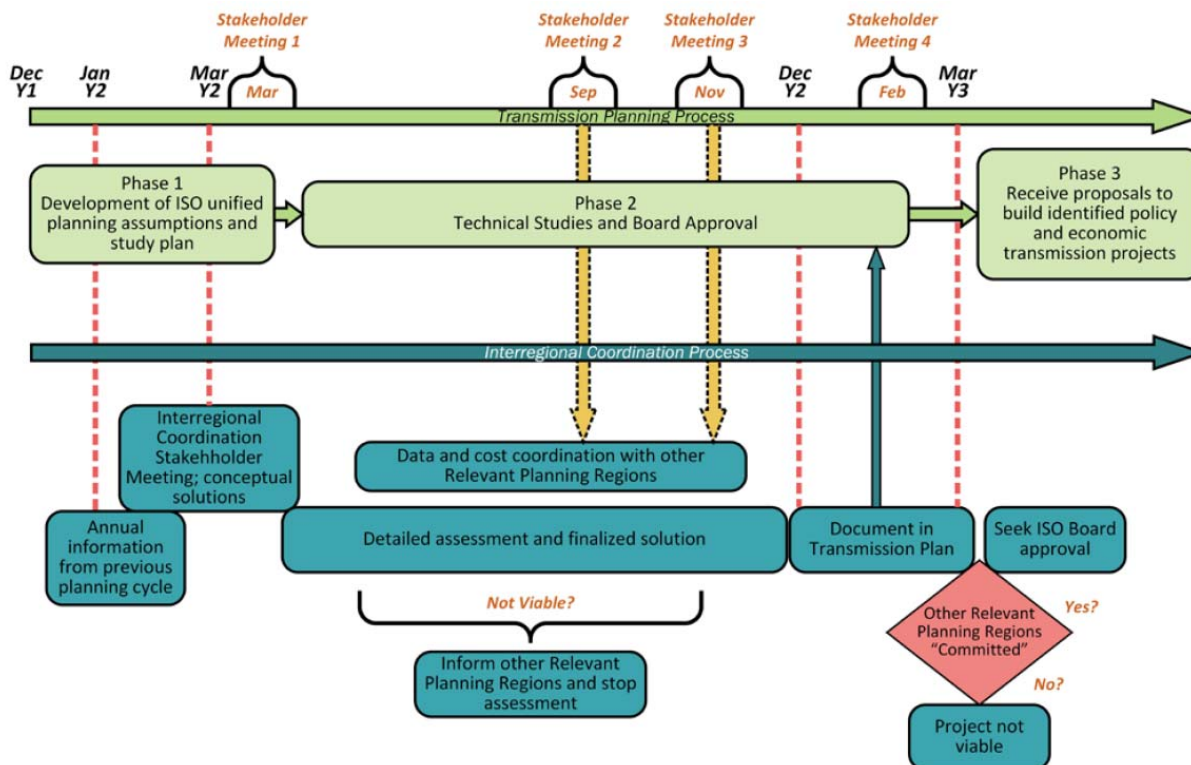 Stakeholder
Meeting 1
Stakeholder
Meeting 2
Stakeholder
Meeting 3
Stakeholder
Meeting 4
Dec
Y1
Jan
Y2
Mar
Y2
Mar
Sep
Nov
Dec
Y2
Feb
Mar
Y3
Transmission Planning Process
Phase 1
Development of ISO unified
planning assumptions and
study plan
Phase 2
Technical Studies and Board Approval
Phase 3
Receive proposals to
build identified policy
and economic
transmission projects
Interregional Coordination Process
Interregional
Coordination
Stakehholder
Meeting; conceptual
solutions
Data and cost coordination with other
Relevant Planning Regions
Annual
information
from previous
planning cycle
Detailed assessment and finalized solution
Document in
Transmission Plan
Seek ISO Board
approval
Not Viable?
Inform other Relevant
Planning Regions and stop
assessment
Other Relevant
Planning Regions
“Committed”
Yes?
No?
Project not
viable